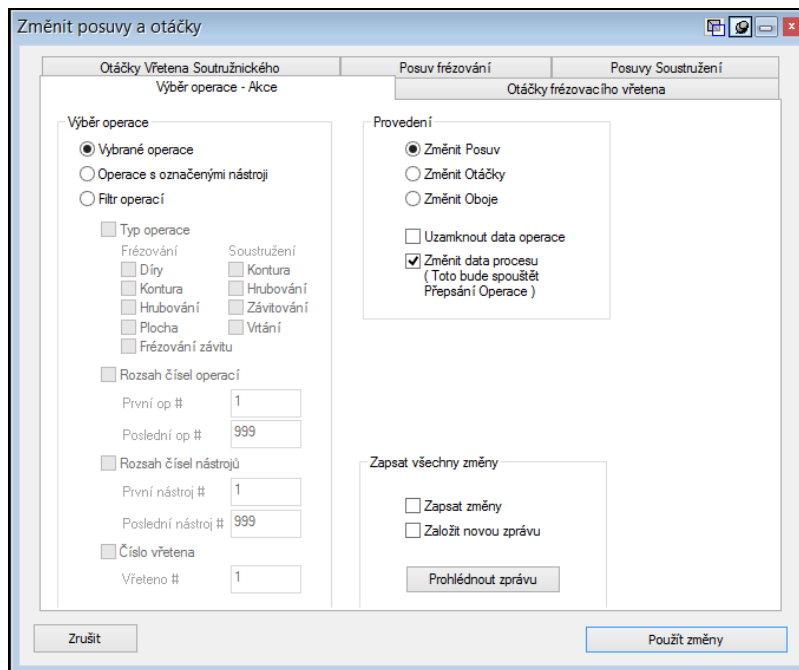 Změnit posuvy a otáčky
Otáčky Vřetena Soutružnického
Posuv frézování
Posuvy Soustružení
Výběr operace - Akce
Otáčky frézovacího vřetena
Výběr operace
Vybrané operace
Operace s označenými nástroji
Filtr operací
Typ operace
Frézování
Soustružení
Díry
Kontura
Kontura
Hrubování
Hrubování
Závitování
Plocha
Vrtání
Frézování závitu
Rozsah čísel operací
První op #
1
Poslední op #
999
Rozsah čísel nástrojů
První nástroj #
1
Poslední nástroj #
999
Číslo vřetena
Vřeteno #
1
Provedení
Změnit Posuv
Změnit Otáčky
Změnit Oboje
Uzamknout data operace
Změnit data procesu
( Toto bude spouštět
Přepsání Operace )
Zapsat všechny změny
Zapsat změny
Založit novou zprávu
Prohlédnout zprávu
Zrušit
Použít změny